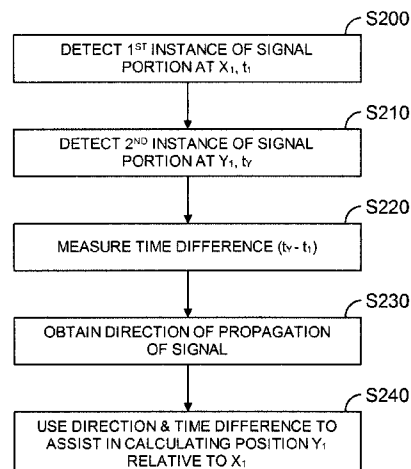 S200
DETECT 1ST INSTANCE OF SIGNAL
PORTION AT X1, t1
S210
DETECT 2ND INSTANCE OF SIGNAL
PORTION AT Y1, tY
S220
MEASURE TIME DIFFERENCE (tY - t1)
S230
OBTAIN DIRECTION OF PROPAGATION
OF SIGNAL
S240
USE DIRECTION & TIME DIFFERENCE TO
ASSIST IN CALCULATING POSITION Y1
RELATIVE TO X1